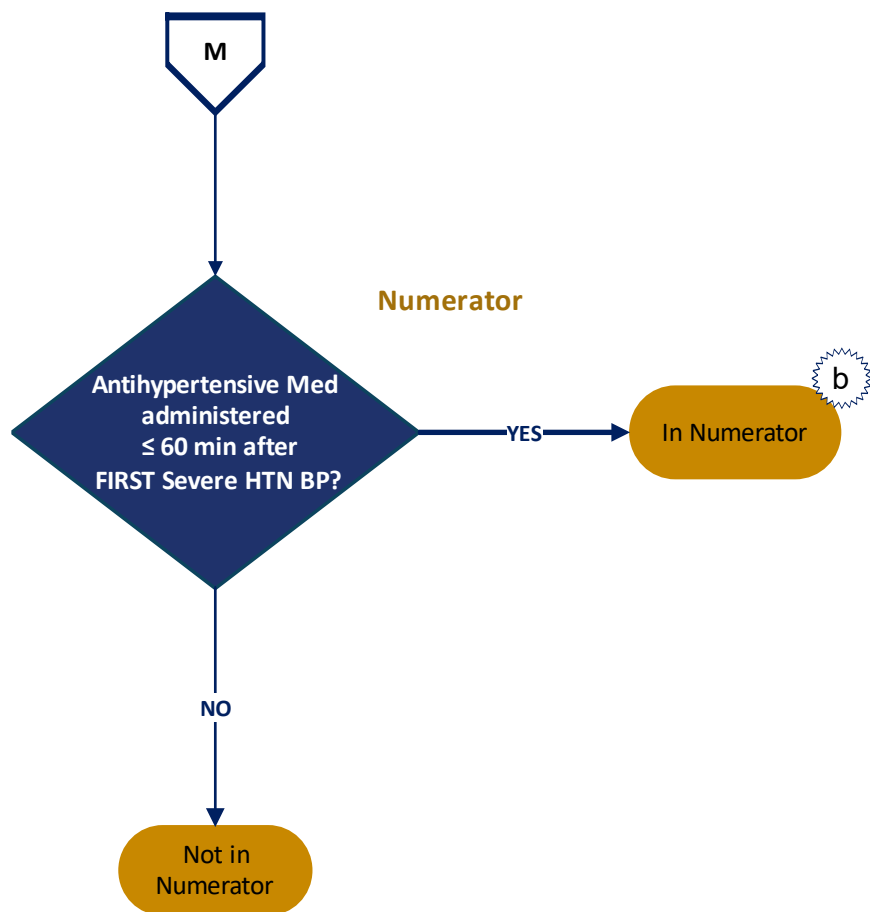 M
Numerator
Antihypertensive Med
administered
≤ 60 min after
FIRST Severe HTN BP?
YES
b
In Numerator
NO
Not in
Numerator